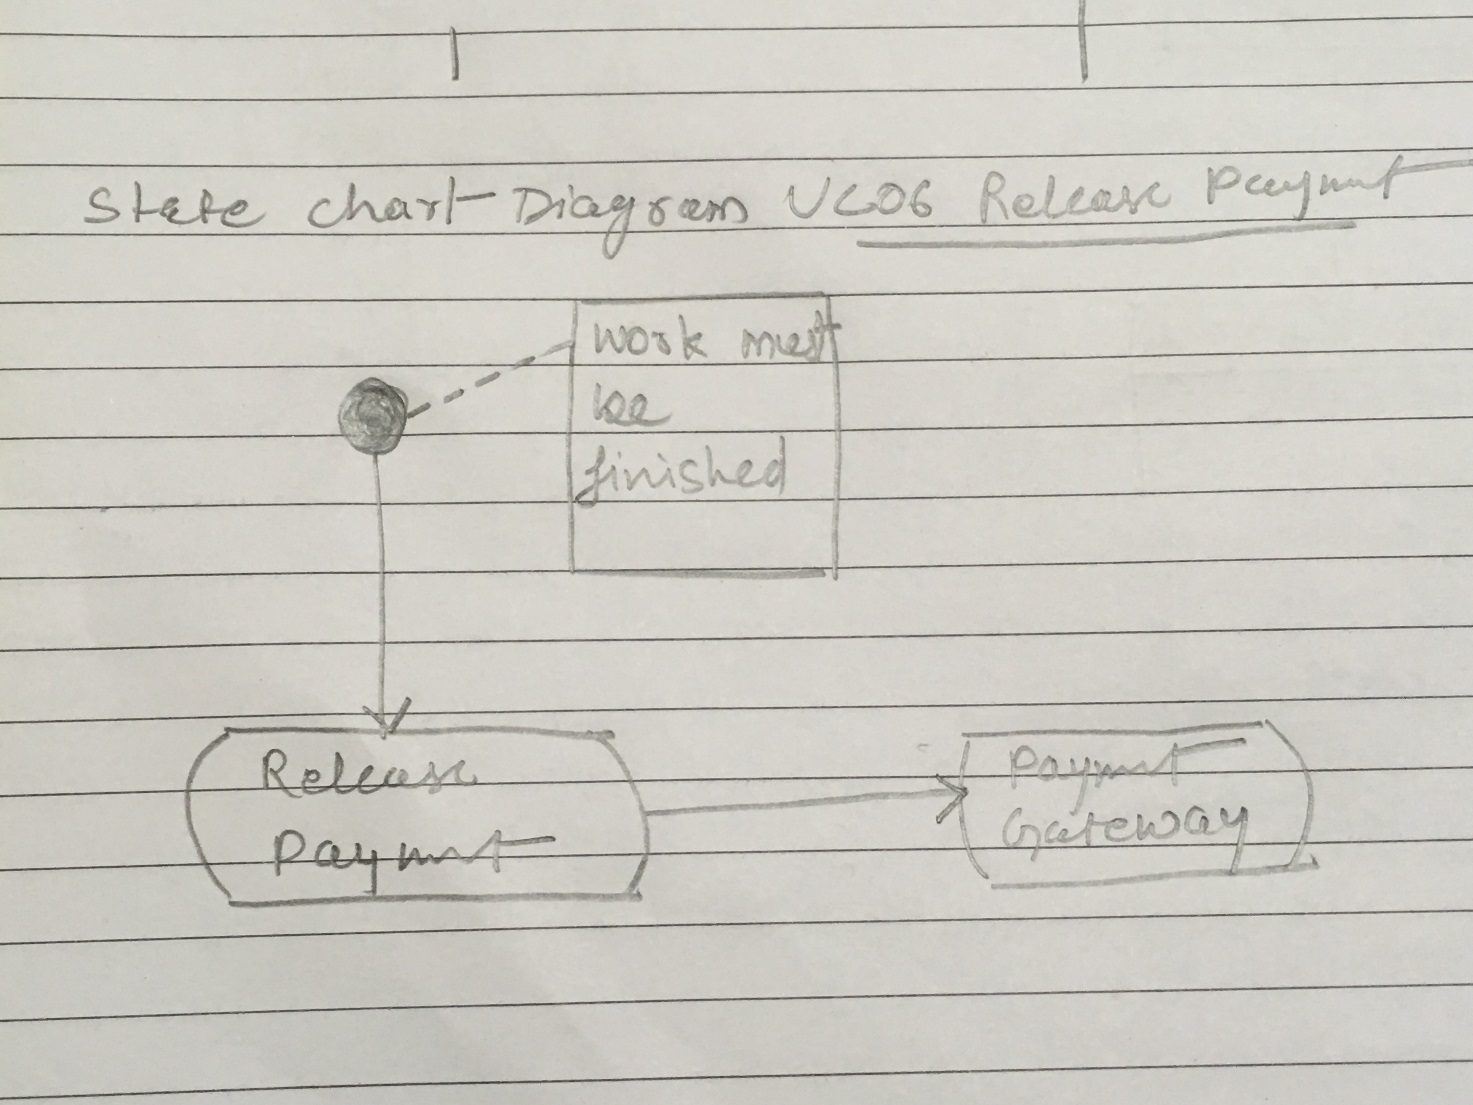 State chart Diagram UC06 Release Payment
work must
be
finished
Release
Payment
Payment
Gateway